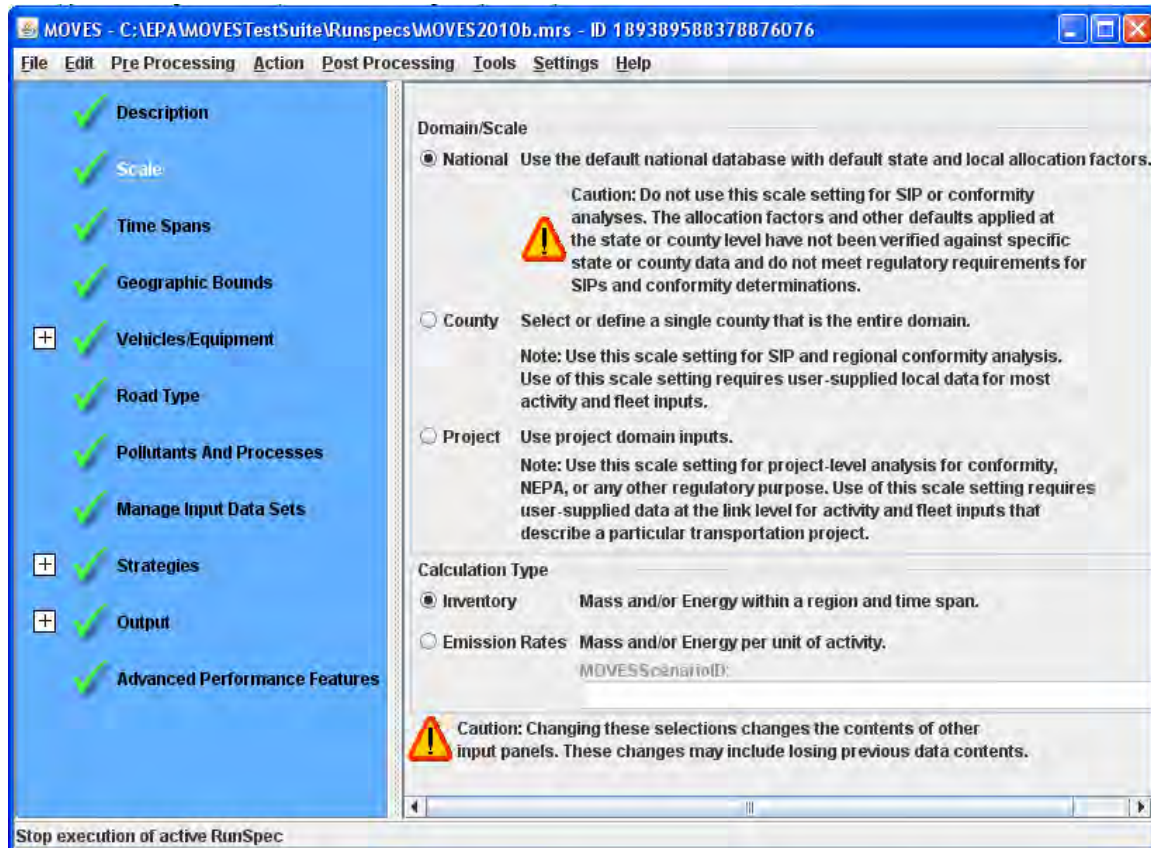 MOVES - C:\EPA\MOVESTestSuite\Runspecs\MOVES2010b.mrs - ID 189389588378876076
File Edit Pre Processing Action Post Processing Tools Settings Help
Description
Scale
Time Spans
Geographic Bounds
Vehicles/Equipment
Road Type
Pollutants And Processes
Manage Input Data Sets
Strategies
Output
Advanced Performance Features
Domain/Scale
National Use the default national database with default state and local allocation factors.
Caution: Do not use this scale setting for SIP or conformity
analyses. The allocation factors and other defaults applied at
the state or county level have not been verified against specific
state or county data and do not meet regulatory requirements for
SIPs and conformity determinations.
County Select or define a single county that is the entire domain.
Note: Use this scale setting for SIP and regional conformity analysis.
Use of this scale setting requires user-supplied local data for most
activity and fleet inputs.
Project Use project domain inputs.
Note: Use this scale setting for project-level analysis for conformity,
NEPA, or any other regulatory purpose. Use of this scale setting requires
user-supplied data at the link level for activity and fleet inputs that
describe a particular transportation project.
Calculation Type
Inventory Mass and/or Energy within a region and time span.
Emission Rates Mass and/or Energy per unit of activity.
MOVESScenarioID:
Caution: Changing these selections changes the contents of other
input panels. These changes may include losing previous data contents.
Stop execution of active RunSpec